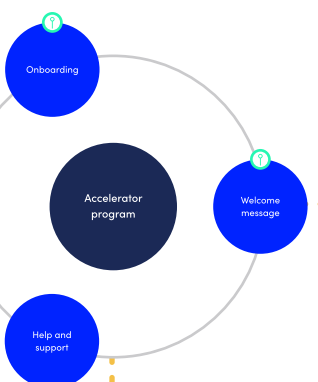 Onboarding
Accelerator
program
Welcome
message
Help and
support